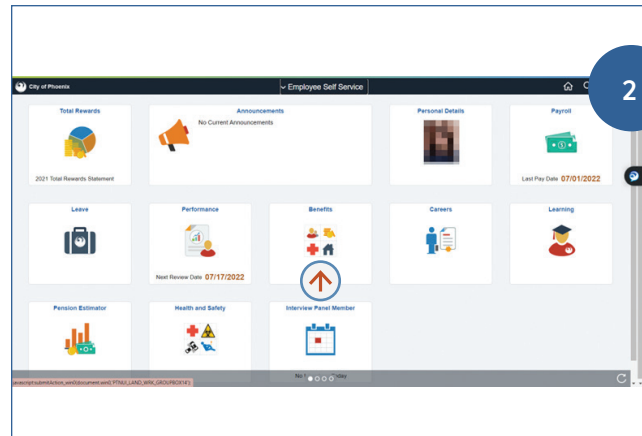 2
City of Phoenix
Employee Self Service
Total Rewards
2021 Total Rewards Statement
Announcements
No Current Announcements
Personal Details
Payroll
Last Pay Date 07/01/2022
Leave
Performance
Next Review Date 07/17/2022
Benefits
Careers
Learning
Pension Estimator
Health and Safety
Interview Panel Member